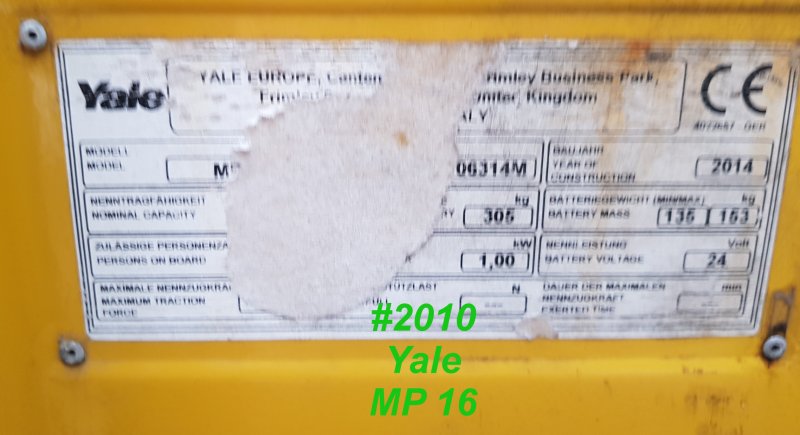 Yale
YALE EUROPE, Centen Frimley Business Park,
Kingdom
CE
4022657 - GER
MODELL
MODEL
06314M
BAUJAHR
YEAR OF
CONSTRUCTION
2014
NENNTRAGFÄHIGKEIT
NOMINAL CAPACITY
kg
305
BATTERIEGEWICHT (MIN/MAX)
BATTERY MASS
kg
135 153
ZULÄSSIGE PERSONENZA
PERSONS ON BOARD
kW
1,00
NENNLEISTUNG
BATTERY VOLTAGE
Volt
24
MAXIMALE NENNZUGKRA
MAXIMUM TRACTION
FORCE
STÜTZLAST
N
---
DAUER DER MAXIMALEN
NENNZUGKRAFT
EXERTED TIME
min
---
#2010
Yale
MP 16